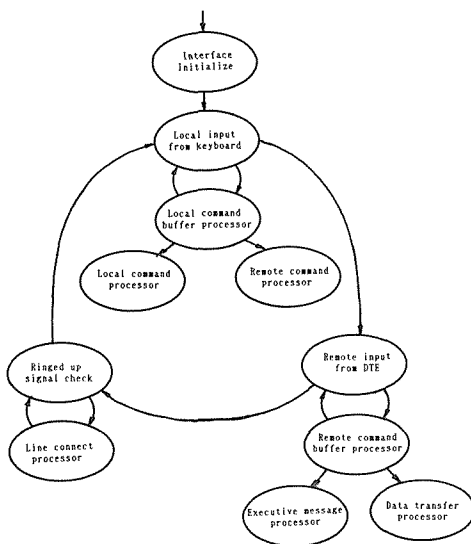 Interface
Initialize
Local input
from keyboard
Local command
buffer processor
Local command
processor
Remote command
processor
Ringed up
signal check
Remote input
from DTE
Line connect
processor
Remote command
buffer processor
Executive message
processor
Data transfer
processor